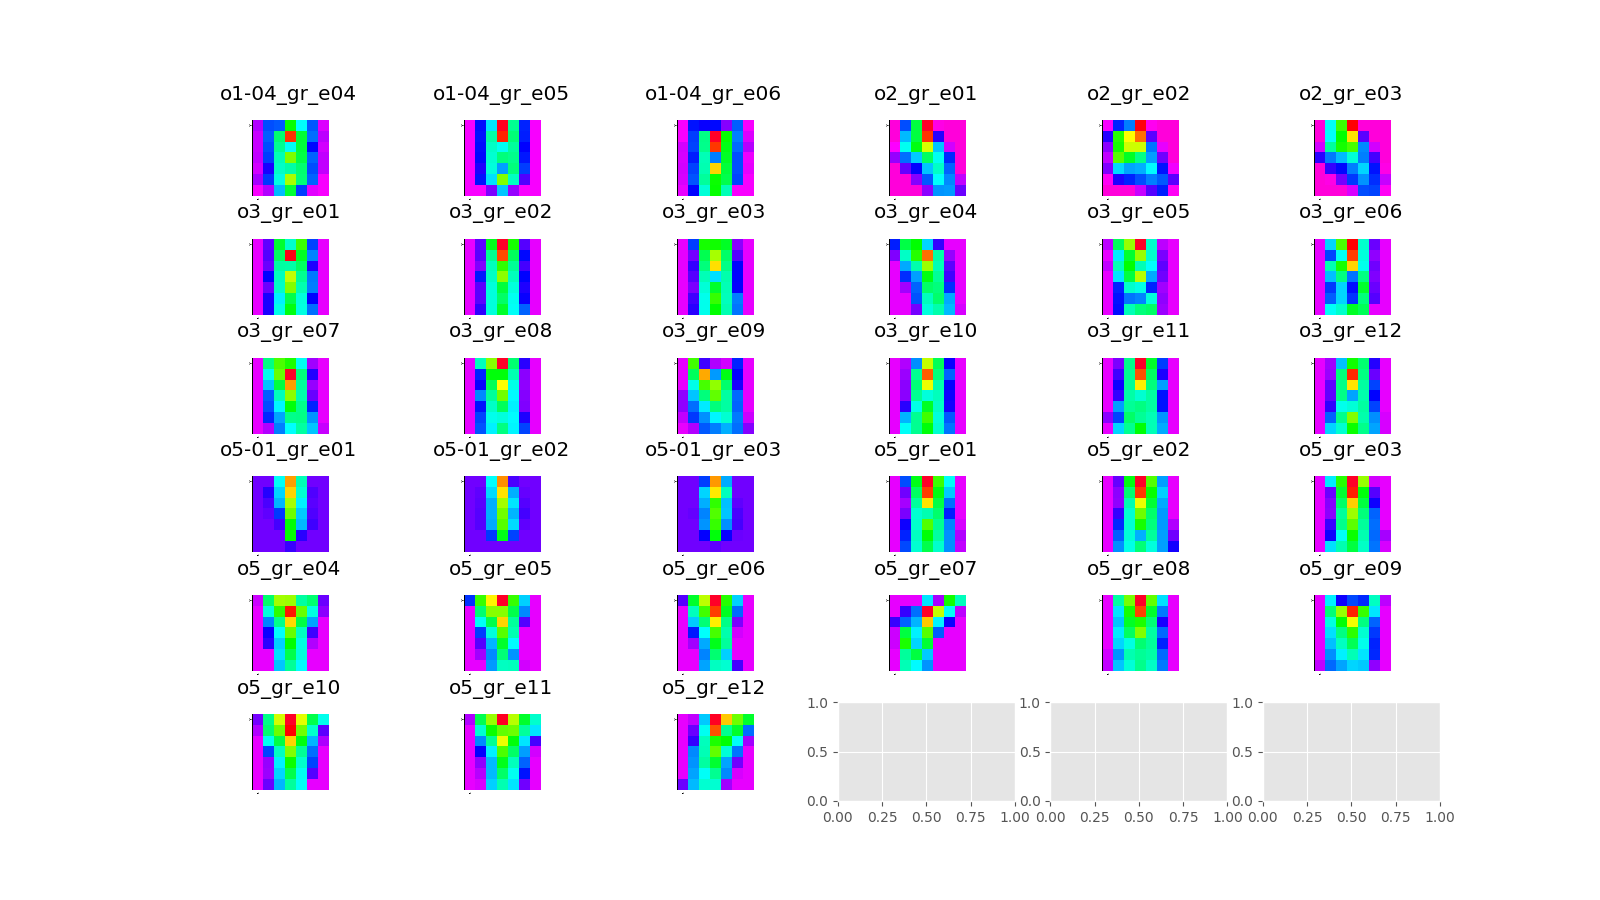 o1-04_gr_e04 o1-04_gr_e05 o1-04_gr_e06 o2_gr_e01 o2_gr_e02 o2_gr_e03
o3_gr_e01 o3_gr_e02 o3_gr_e03 o3_gr_e04 o3_gr_e05 o3_gr_e06
o3_gr_e07 o3_gr_e08 o3_gr_e09 o3_gr_e10 o3_gr_e11 o3_gr_e12
o5-01_gr_e01 o5-01_gr_e02 o5-01_gr_e03 o5_gr_e01 o5_gr_e02 o5_gr_e03
o5_gr_e04 o5_gr_e05 o5_gr_e06 o5_gr_e07 o5_gr_e08 o5_gr_e09
o5_gr_e10 o5_gr_e11 o5_gr_e12
1.0 1.0 1.0
0.5 0.5 0.5
0.0 0.0 0.0
0.00 0.25 0.50 0.75 1.00 0.00 0.25 0.50 0.75 1.00 0.00 0.25 0.50 0.75 1.00